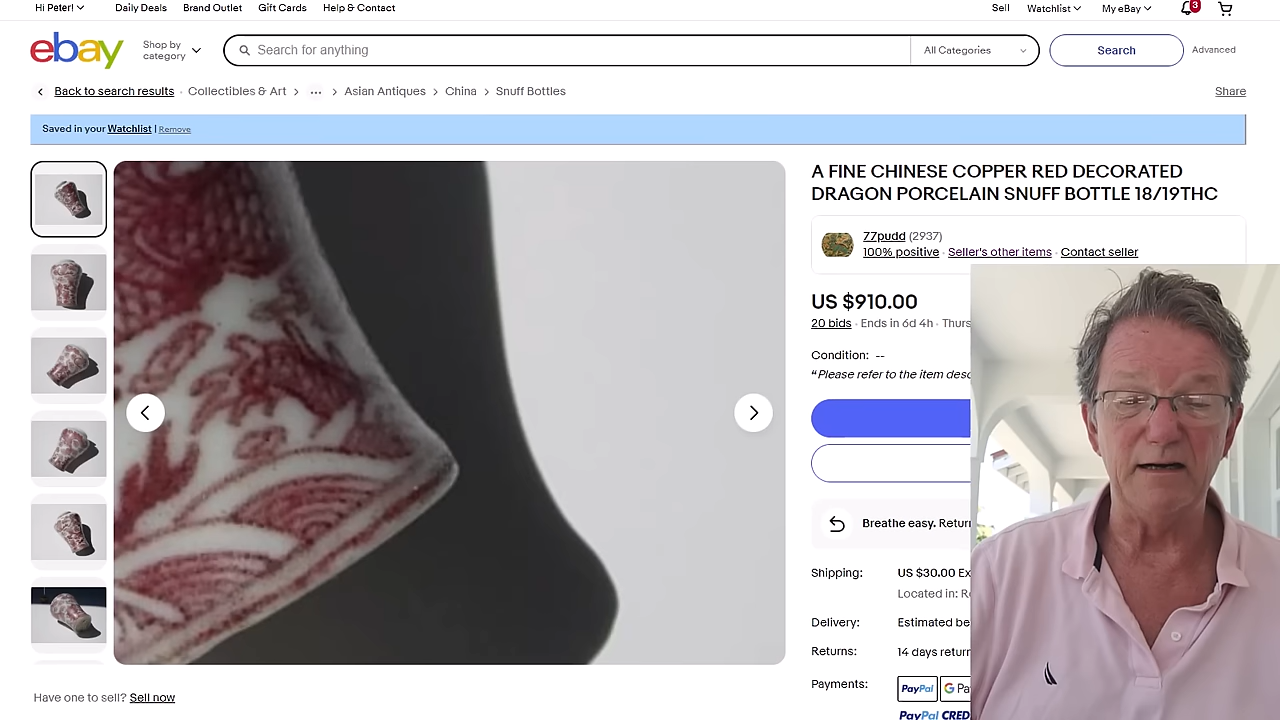 Hi Peter!
Daily Deals
Brand Outlet
Gift Cards
Help & Contact
Sell
Watchlist
My eBay
3
ebay
Shop by
category
Search for anything
All Categories
Search
Advanced
Back to search results
Collectibles & Art
...
Asian Antiques
China
Snuff Bottles
Share
Saved in your Watchlist | Remove
A FINE CHINESE COPPER RED DECORATED
DRAGON PORCELAIN SNUFF BOTTLE 18/19THC
77pudd (2937)
100% positive · Seller's other items · Contact seller
US $910.00
20 bids · Ends in 6d 4h · Thurs
Condition: --
“Please refer to the item desc
Breathe easy. Return
Shipping: US $30.00 Ex
Located in: R
Delivery: Estimated be
Returns: 14 days return
Payments: PayPal G Pa
PayPal CRED
Have one to sell? Sell now